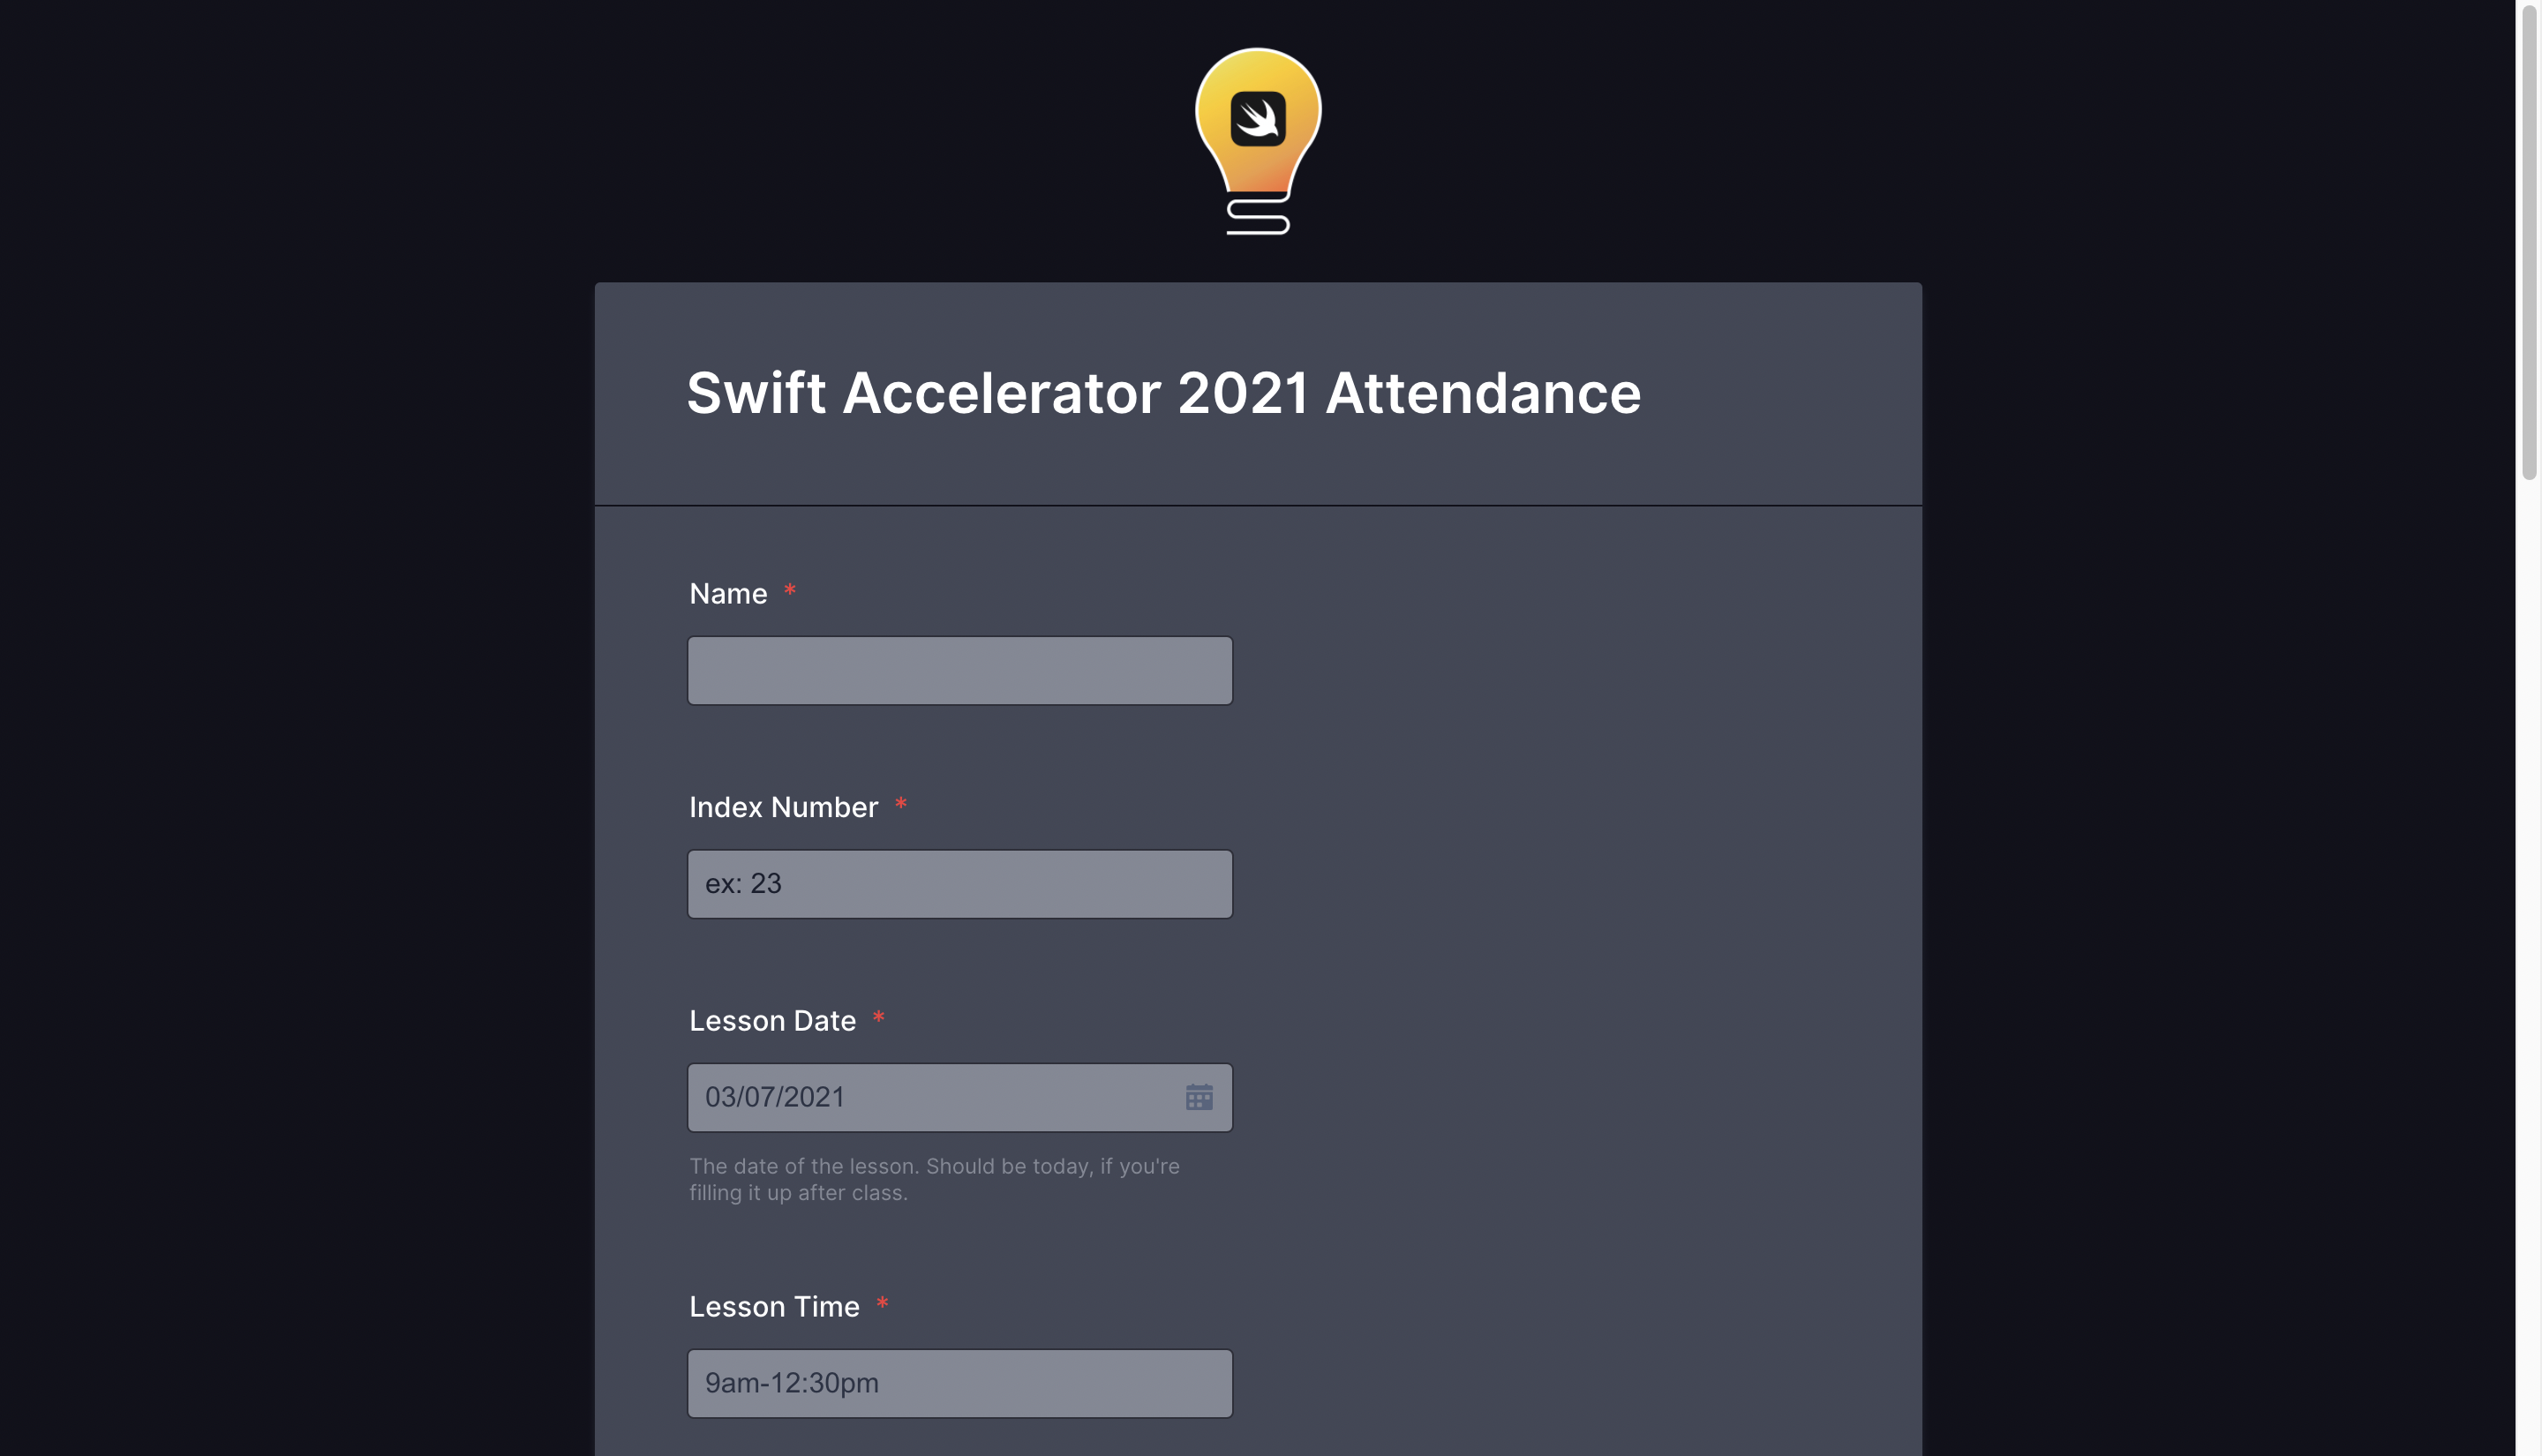 Swift Accelerator 2021 Attendance
Name *
Index Number *
ex: 23
Lesson Date *
03/07/2021
The date of the lesson. Should be today, if you're
filling it up after class.
Lesson Time *
9am-12:30pm